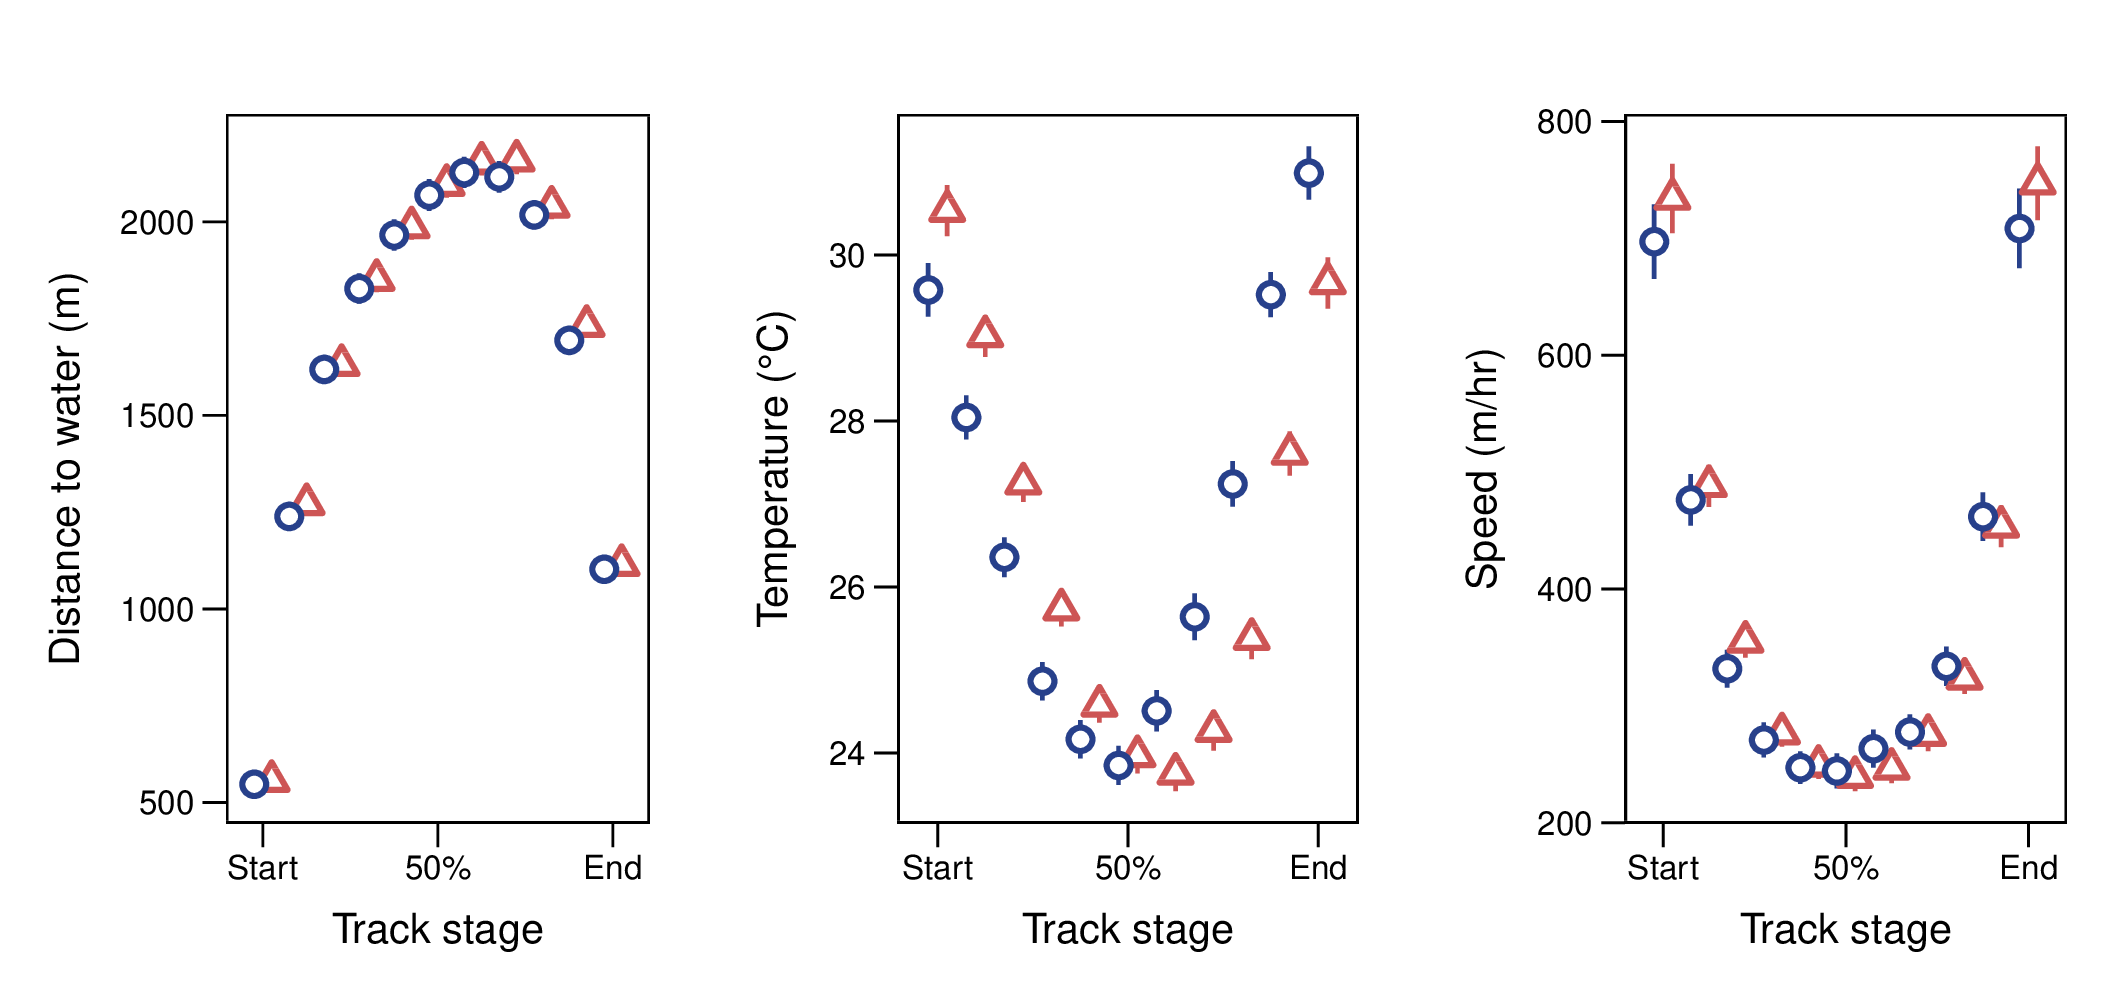 Distance to water (m)
2000
1500
1000
500
Start 50% End
Track stage
Temperature (°C)
30
28
26
24
Start 50% End
Track stage
Speed (m/hr)
800
600
400
200
Start 50% End
Track stage